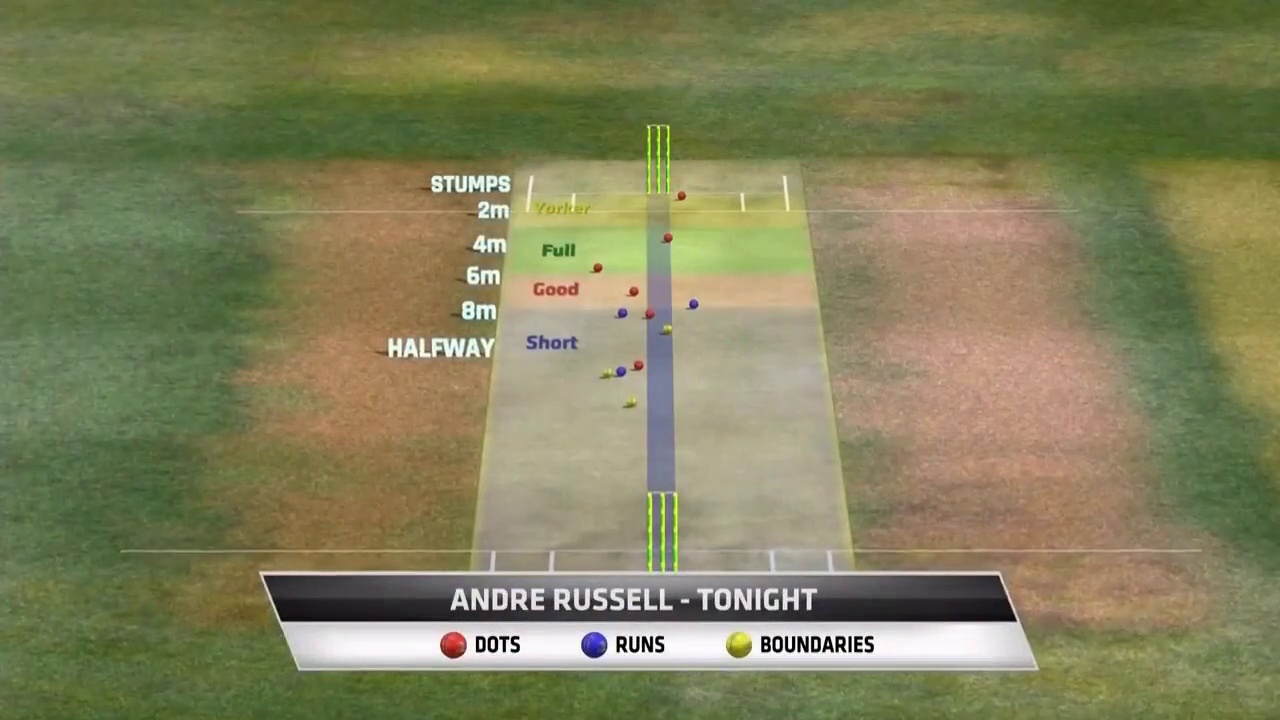 STUMPS
2m
Yorker
4m
Full
6m
Good
8m
HALFWAY
Short
ANDRE RUSSELL - TONIGHT
DOTS
RUNS
BOUNDARIES